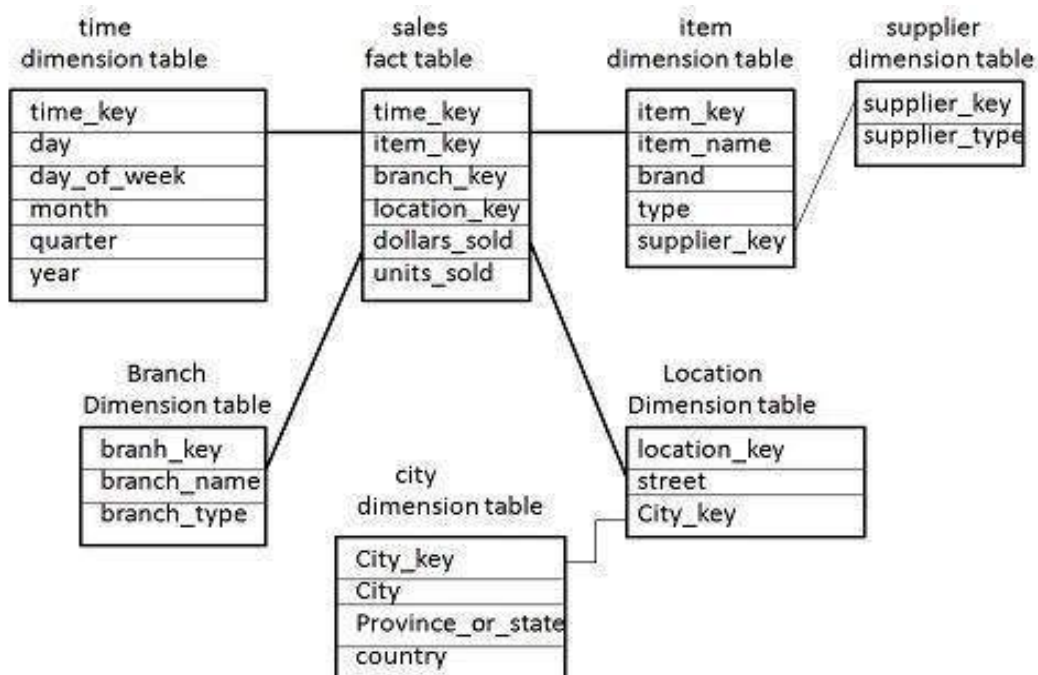 time
dimension table
time_key
day
day_of_week
month
quarter
year
sales
fact table
time_key
item_key
branch_key
location_key
dollars_sold
units_sold
item
dimension table
item_key
item_name
brand
type
supplier_key
supplier
dimension table
supplier_key
supplier_type
Branch
Dimension table
branh_key
branch_name
branch_type
city
dimension table
City_key
City
Province_or_state
country
Location
Dimension table
location_key
street
City_key